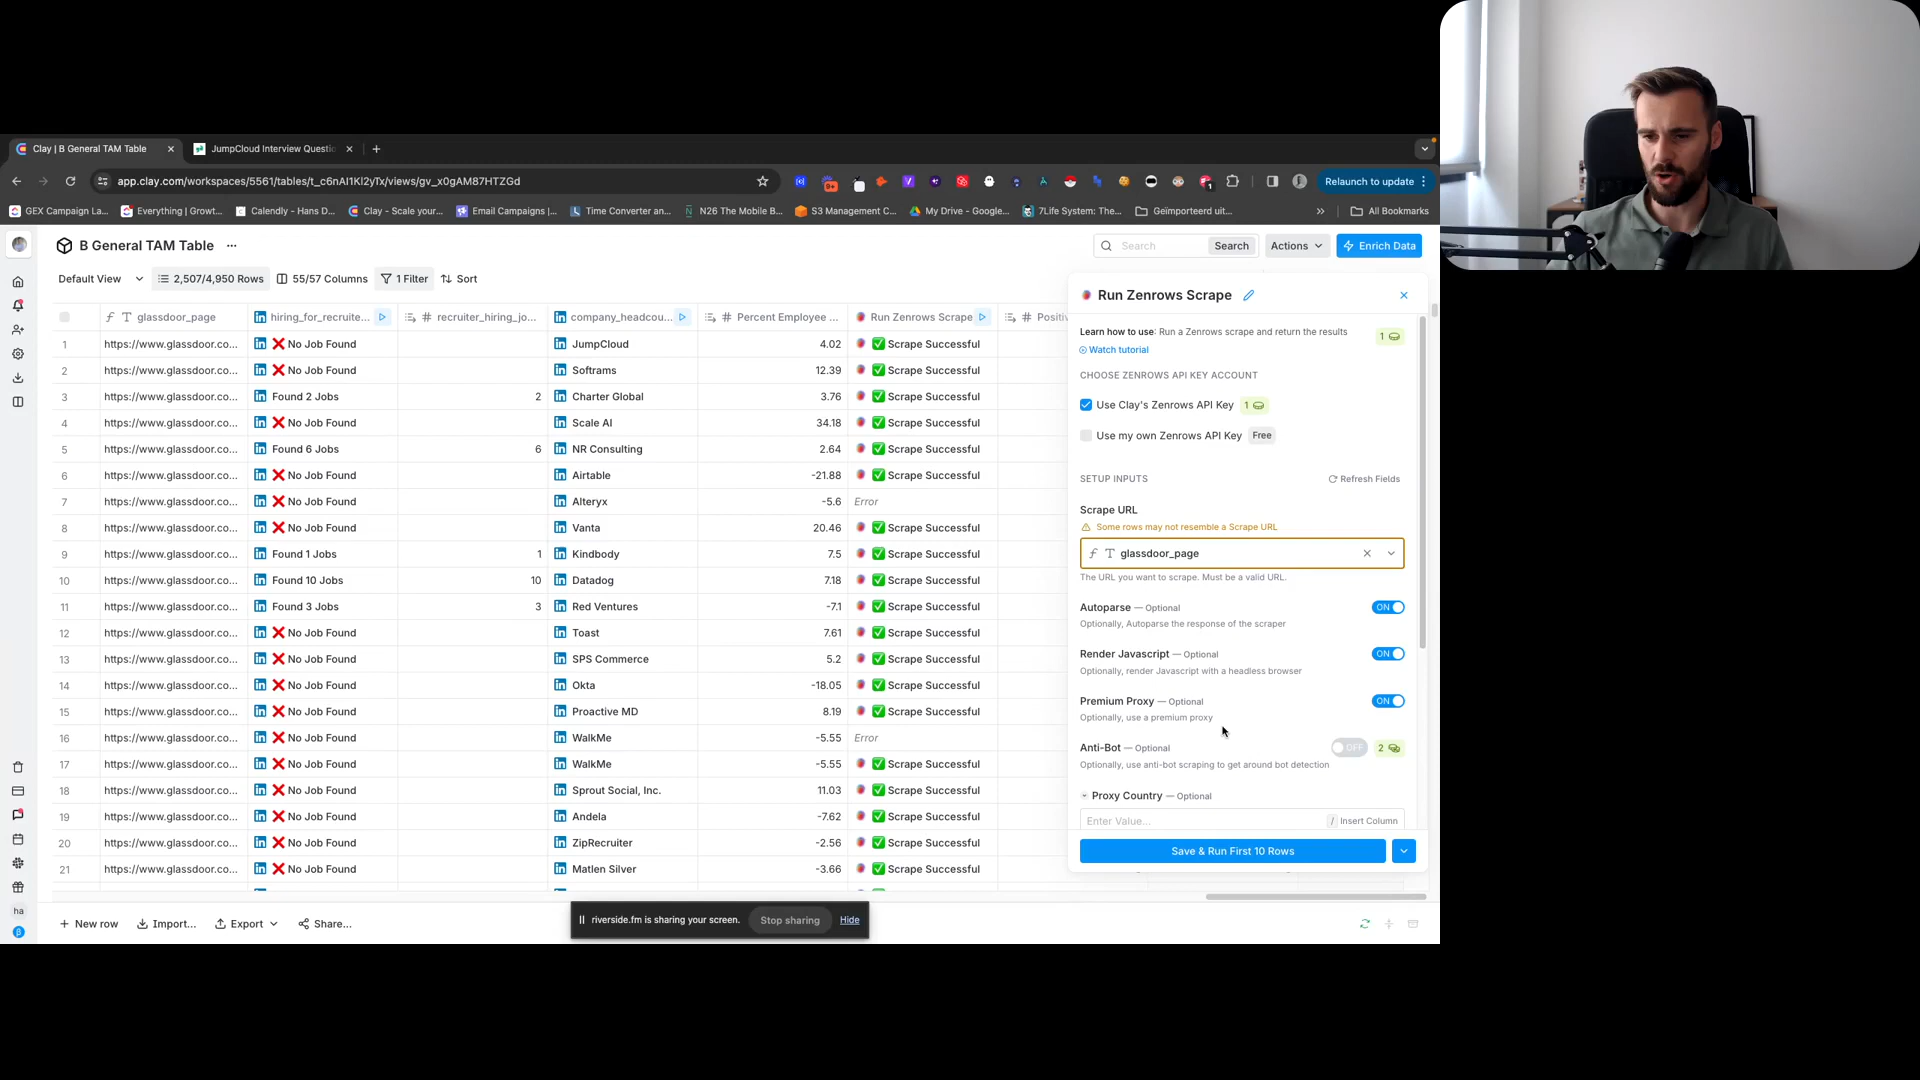 Clay | B General TAM Table
JumpCloud Interview Questic
app.clay.com/workspaces/5561/tables/t_c6nAI1KI2yTx/views/gv_x0gAM87HTZGd
9+
1
Relaunch to update
GEX Campaign La...
Everything | Growt...
Calendly - Hans D...
Clay - Scale your...
Email Campaigns |...
Time Converter an...
N26 The Mobile B...
S3 Management C...
My Drive - Google...
7Life System: The...
Geïmporteerd uit...
All Bookmarks
B General TAM Table
Search
Search
Actions
Enrich Data
Default View
2,507/4,950 Rows
55/57 Columns
1 Filter
Sort
glassdoor_page
hiring_for_recruite...
recruiter_hiring_jo...
company_headcou...
Percent Employee ...
Run Zenrows Scrape
Positiv
1 https://www.glassdoor.co... No Job Found JumpCloud 4.02 Scrape Successful
2 https://www.glassdoor.co... No Job Found Softrams 12.39 Scrape Successful
3 https://www.glassdoor.co... Found 2 Jobs 2 Charter Global 3.76 Scrape Successful
4 https://www.glassdoor.co... No Job Found Scale AI 34.18 Scrape Successful
5 https://www.glassdoor.co... Found 6 Jobs 6 NR Consulting 2.64 Scrape Successful
6 https://www.glassdoor.co... No Job Found Airtable -21.88 Scrape Successful
7 https://www.glassdoor.co... No Job Found Alteryx -5.6 Error
8 https://www.glassdoor.co... No Job Found Vanta 20.46 Scrape Successful
9 https://www.glassdoor.co... Found 1 Jobs 1 Kindbody 7.5 Scrape Successful
10 https://www.glassdoor.co... Found 10 Jobs 10 Datadog 7.18 Scrape Successful
11 https://www.glassdoor.co... Found 3 Jobs 3 Red Ventures -7.1 Scrape Successful
12 https://www.glassdoor.co... No Job Found Toast 7.61 Scrape Successful
13 https://www.glassdoor.co... No Job Found SPS Commerce 5.2 Scrape Successful
14 https://www.glassdoor.co... No Job Found Okta -18.05 Scrape Successful
15 https://www.glassdoor.co... No Job Found Proactive MD 8.19 Scrape Successful
16 https://www.glassdoor.co... No Job Found WalkMe -5.55 Error
17 https://www.glassdoor.co... No Job Found WalkMe -5.55 Scrape Successful
18 https://www.glassdoor.co... No Job Found Sprout Social, Inc. 11.03 Scrape Successful
19 https://www.glassdoor.co... No Job Found Andela -7.62 Scrape Successful
20 https://www.glassdoor.co... No Job Found ZipRecruiter -2.56 Scrape Successful
21 https://www.glassdoor.co... No Job Found Matlen Silver -3.66 Scrape Successful
Run Zenrows Scrape
Learn how to use: Run a Zenrows scrape and return the results
1
Watch tutorial
CHOOSE ZENROWS API KEY ACCOUNT
Use Clay's Zenrows API Key 1
Use my own Zenrows API Key Free
SETUP INPUTS
Refresh Fields
Scrape URL
Some rows may not resemble a Scrape URL
glassdoor_page
The URL you want to scrape. Must be a valid URL.
Autoparse — Optional
ON
Optionally, Autoparse the response of the scraper
Render Javascript — Optional
ON
Optionally, render Javascript with a headless browser
Premium Proxy — Optional
ON
Optionally, use a premium proxy
Anti-Bot — Optional
OFF 2
Optionally, use anti-bot scraping to get around bot detection
Proxy Country — Optional
Enter Value...
/ Insert Column
Save & Run First 10 Rows
ha
New row
Import...
Export
Share...
riverside.fm is sharing your screen.
Stop sharing
Hide